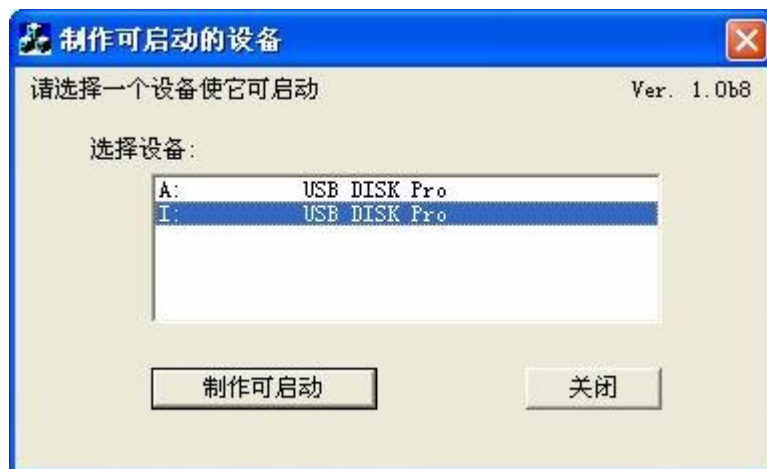 制作可启动的设备
请选择一个设备使它可启动 Ver. 1.0b8
选择设备:
A: USB DISK Pro
I: USB DISK Pro
制作可启动 关闭